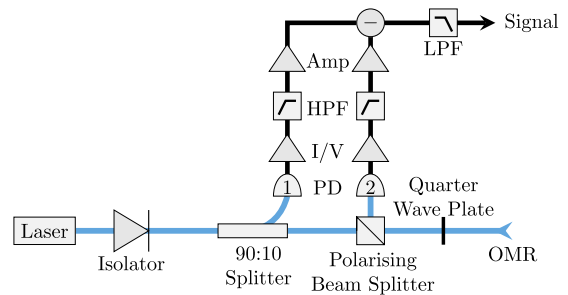 Signal
−
LPF
Amp
HPF
I/V
1 PD 2
Quarter
Wave Plate
Laser
Isolator
90:10
Splitter
Polarising
Beam Splitter
OMR